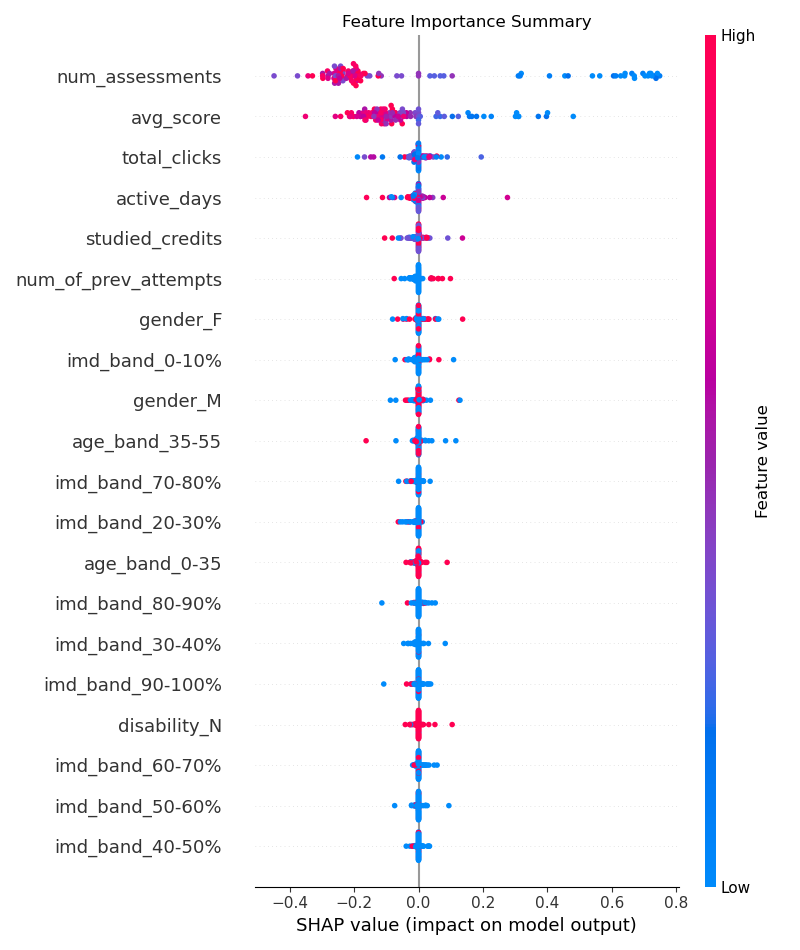 Feature Importance Summary
High
num_assessments
avg_score
total_clicks
active_days
studied_credits
num_of_prev_attempts
gender_F
imd_band_0-10%
gender_M
age_band_35-55
imd_band_70-80%
imd_band_20-30%
age_band_0-35
imd_band_80-90%
imd_band_30-40%
imd_band_90-100%
disability_N
imd_band_60-70%
imd_band_50-60%
imd_band_40-50%
Feature value
Low
−0.4 −0.2 0.0 0.2 0.4 0.6 0.8
SHAP value (impact on model output)